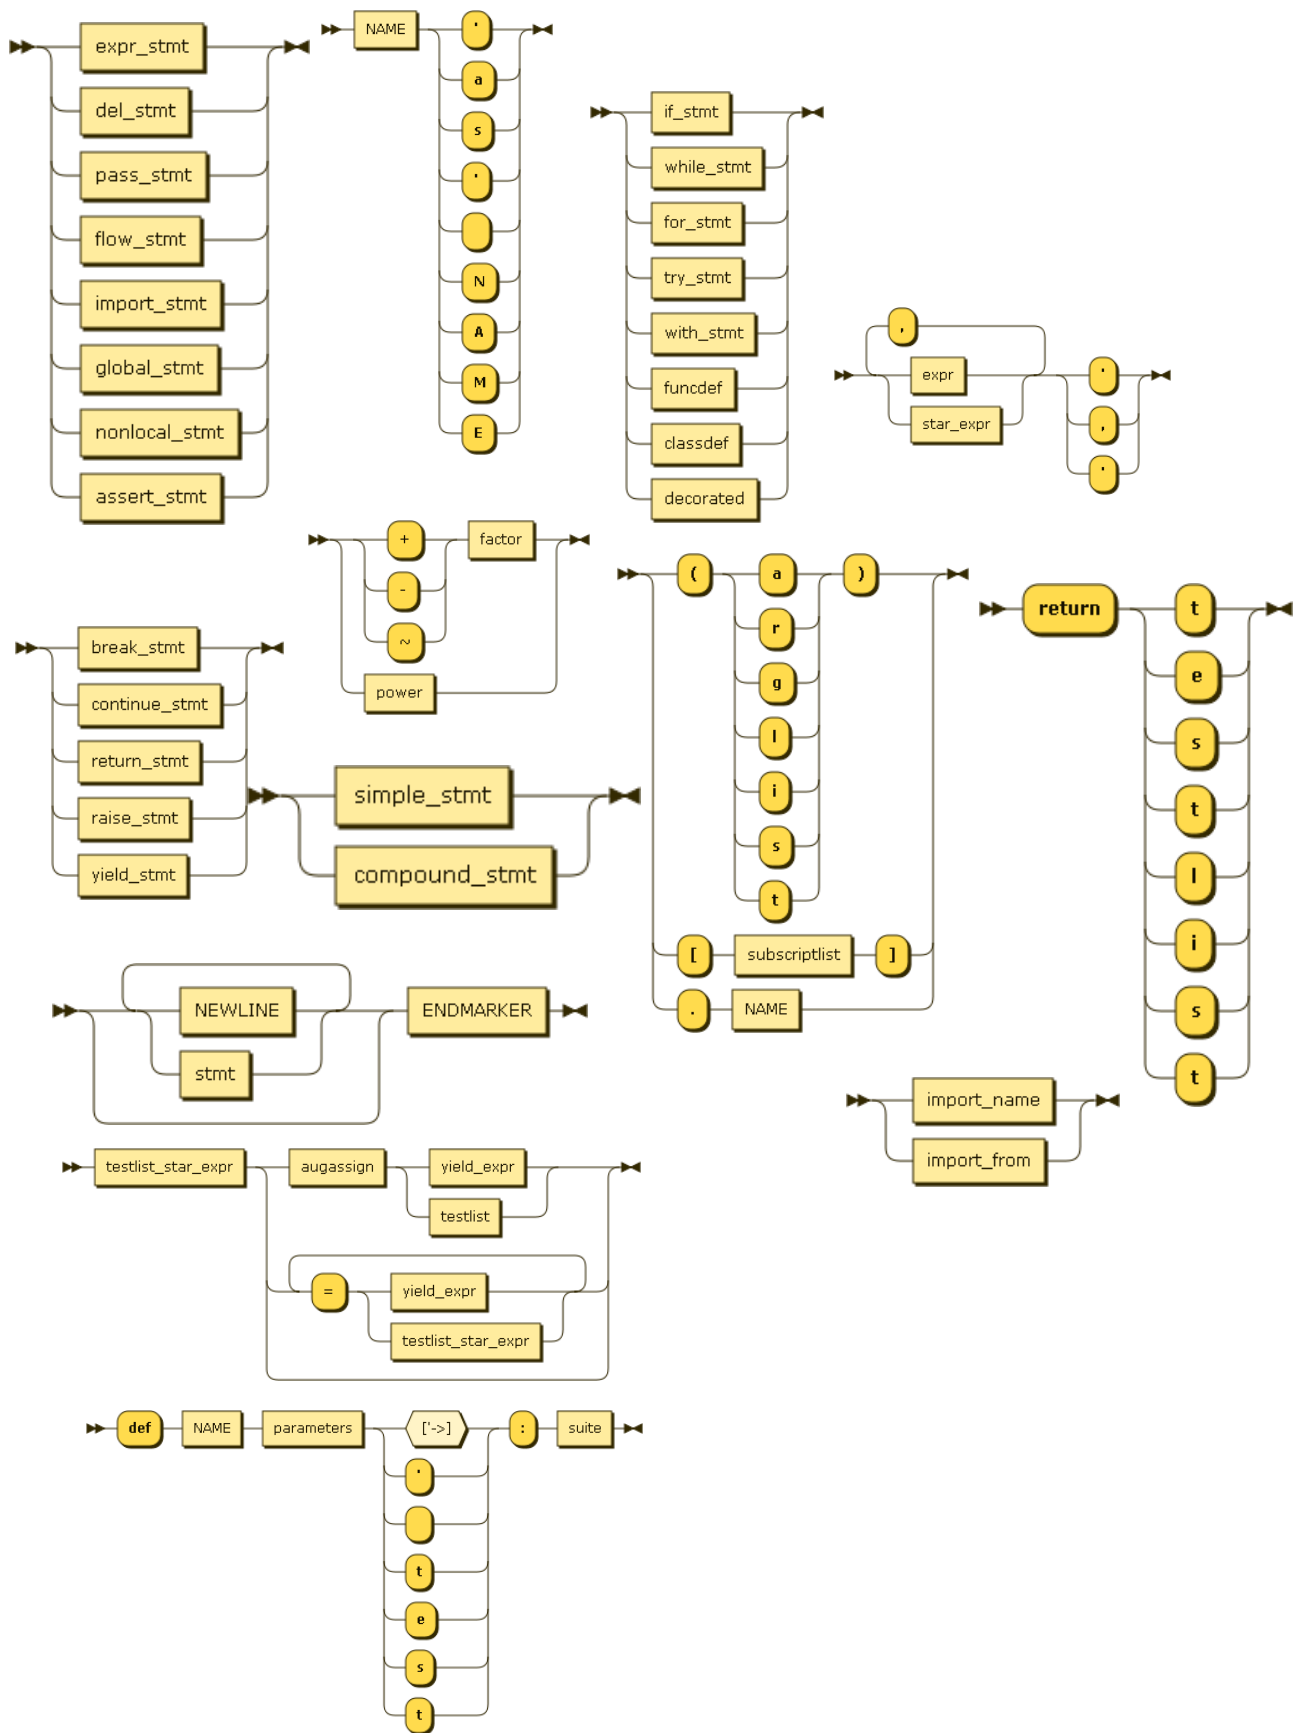 expr_stmt
del_stmt
pass_stmt
flow_stmt
import_stmt
global_stmt
nonlocal_stmt
assert_stmt
NAME '
a
s
'
N
A
M
E
if_stmt
while_stmt
for_stmt
try_stmt
with_stmt
funcdef
classdef
decorated
,
expr '
star_expr ,
'
+ factor
-
~
power
( a )
r
g
l
i
s
t
[ subscriptlist ]
. NAME
return t
e
s
t
l
i
s
t
break_stmt
continue_stmt
return_stmt
raise_stmt
yield_stmt
simple_stmt
compound_stmt
NEWLINE ENDMARKER
stmt
import_name
import_from
testlist_star_expr augassign yield_expr
testlist
= yield_expr
testlist_star_expr
def NAME parameters ['->] : suite
'
t
e
s
t